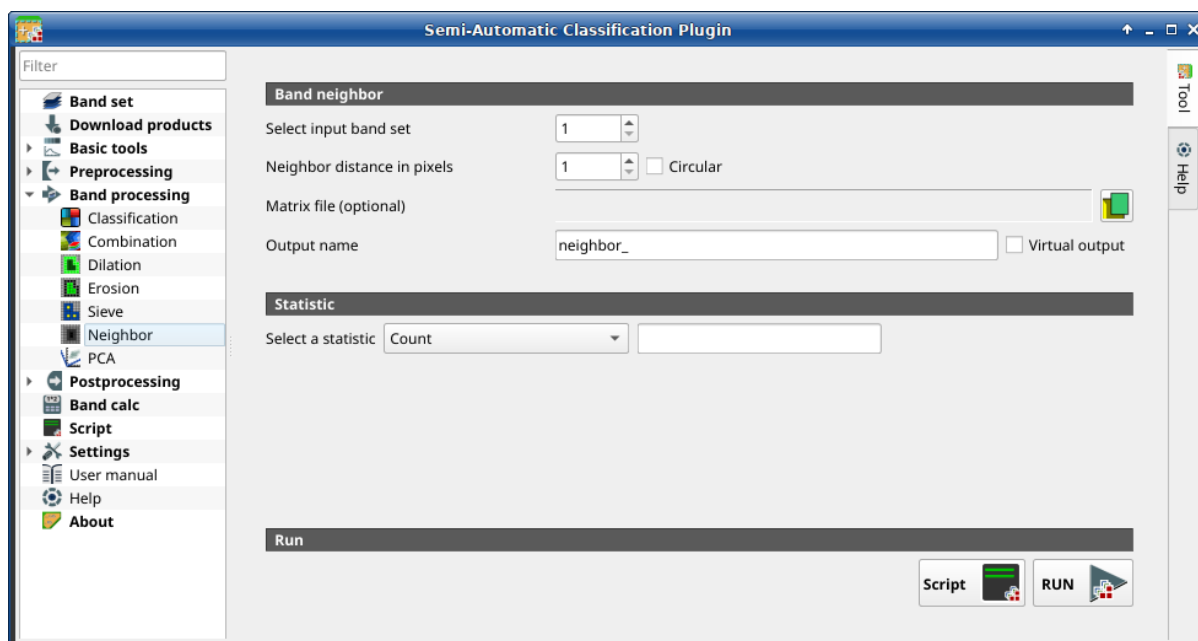 Semi-Automatic Classification Plugin
Filter
Band set
Download products
Basic tools
Preprocessing
Band processing
Classification
Combination
Dilation
Erosion
Sieve
Neighbor
PCA
Postprocessing
Band calc
Script
Settings
User manual
Help
About
Band neighbor
Select input band set 1
Neighbor distance in pixels 1 Circular
Matrix file (optional)
Output name neighbor_ Virtual output
Statistic
Select a statistic Count
Run
Script RUN
Tool
Help